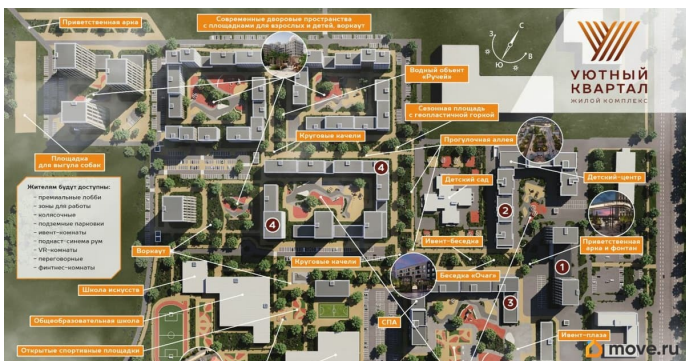 Приветственная арка
Современные дворовые пространства
с площадками для взрослых и детей, воркаут
С
З
В
Ю
УЮТНЫЙ
КВАРТАЛ
ЖИЛОЙ КОМПЛЕКС
Водный объект
«Ручей»
Сезонная площадь
с геопластичной горкой
Круговые качели
Прогулочная аллея
Площадка
для выгула собак
Детский сад
Детский-центр
Жителям будут доступны:
- премиальные лобби
- зоны для работы
- колясочные
- подземные парковки
- ивент-комнаты
- подкаст-синема рум
- VR-комнаты
- переговорные
- фитнес-комнаты
4
4
2
Воркаут
Ивент-беседка
Приветственная
арка и фонтан
Круговые качели
Беседка «Очаг»
1
Школа искусств
3
Общеобразовательная школа
СПА
Ивент-плаза
Открытые спортивные площадки
move.ru